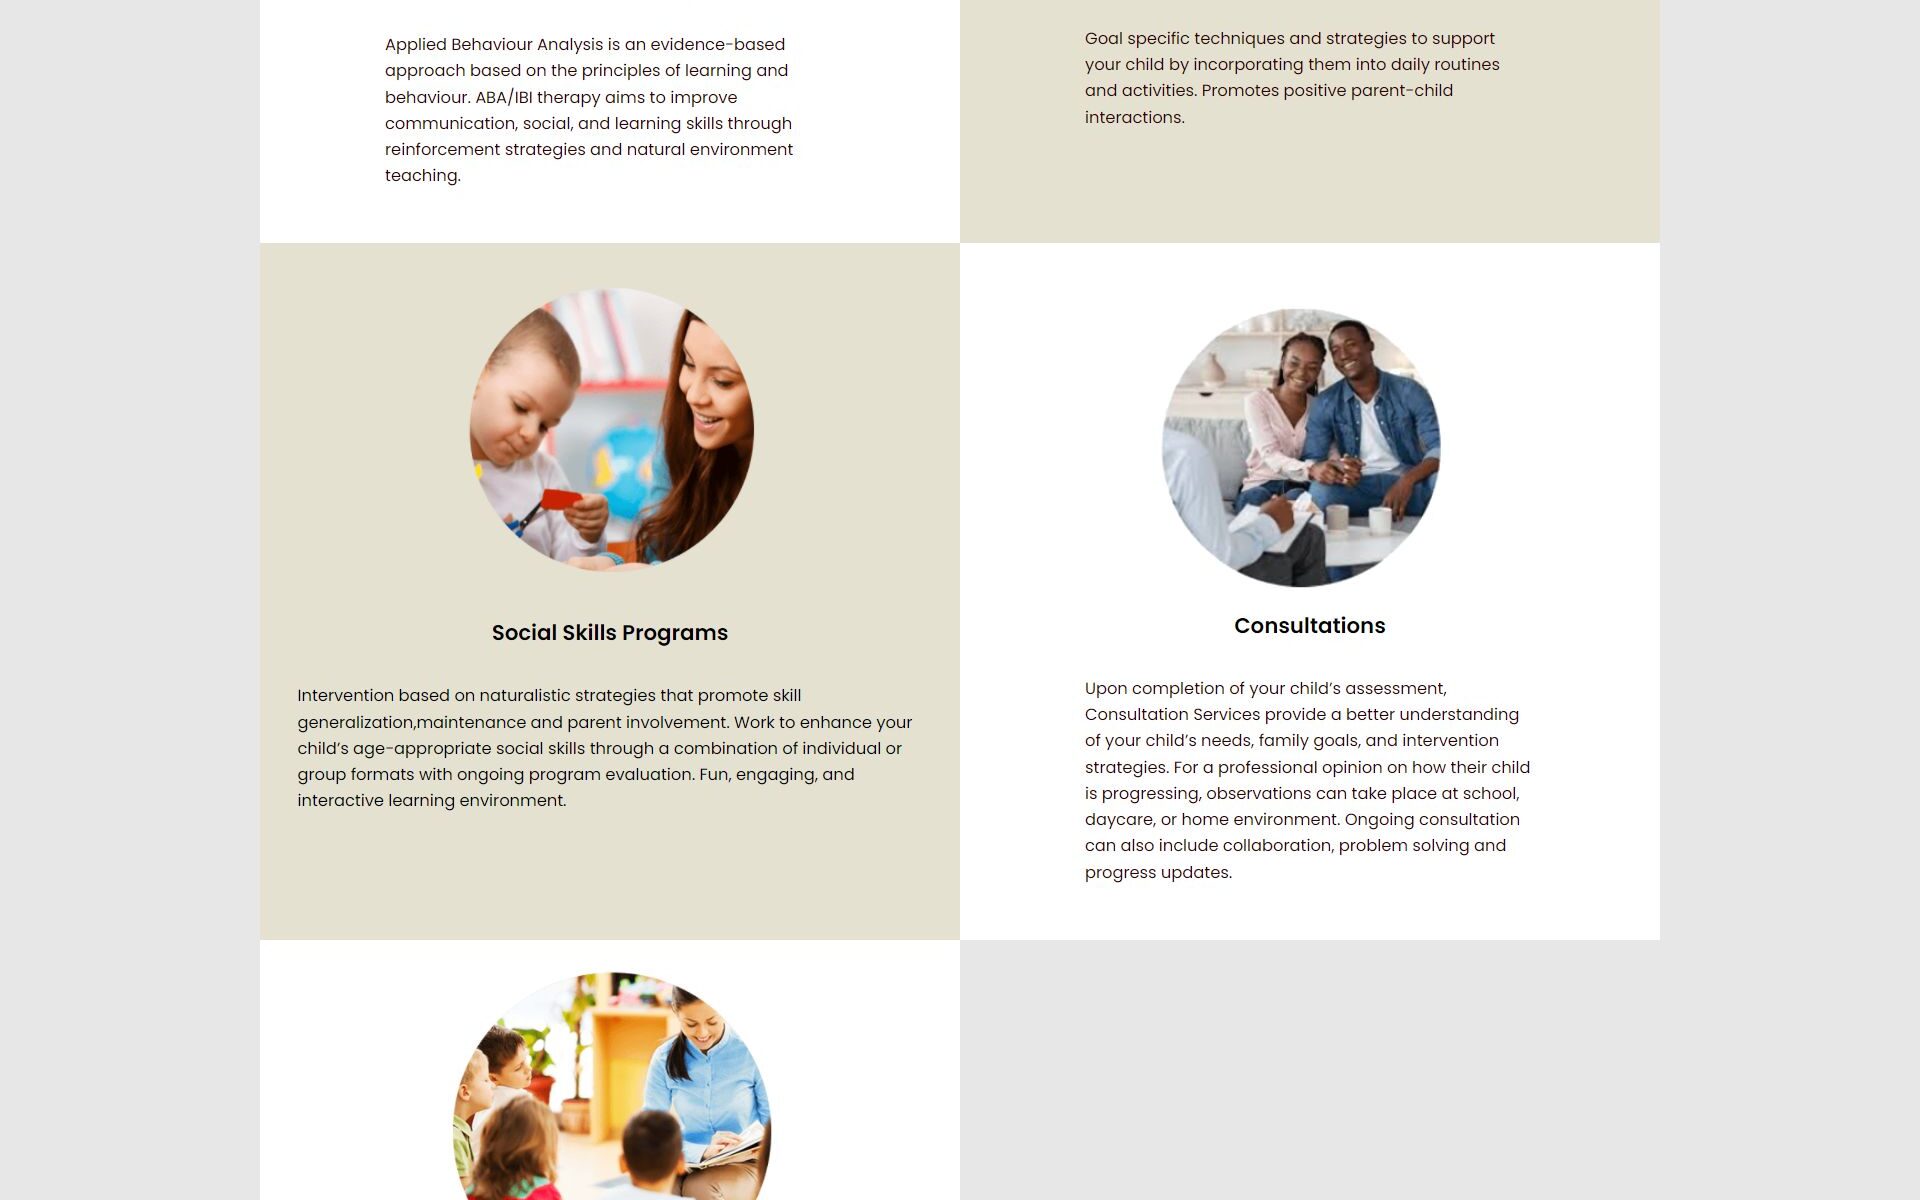 Applied Behaviour Analysis is an evidence-based
approach based on the principles of learning and
behaviour. ABA/IBI therapy aims to improve
communication, social, and learning skills through
reinforcement strategies and natural environment
teaching.
Goal specific techniques and strategies to support
your child by incorporating them into daily routines
and activities. Promotes positive parent-child
interactions.
Social Skills Programs
Intervention based on naturalistic strategies that promote skill
generalization,maintenance and parent involvement. Work to enhance your
child’s age-appropriate social skills through a combination of individual or
group formats with ongoing program evaluation. Fun, engaging, and
interactive learning environment.
Consultations
Upon completion of your child’s assessment,
Consultation Services provide a better understanding
of your child’s needs, family goals, and intervention
strategies. For a professional opinion on how their child
is progressing, observations can take place at school,
daycare, or home environment. Ongoing consultation
can also include collaboration, problem solving and
progress updates.